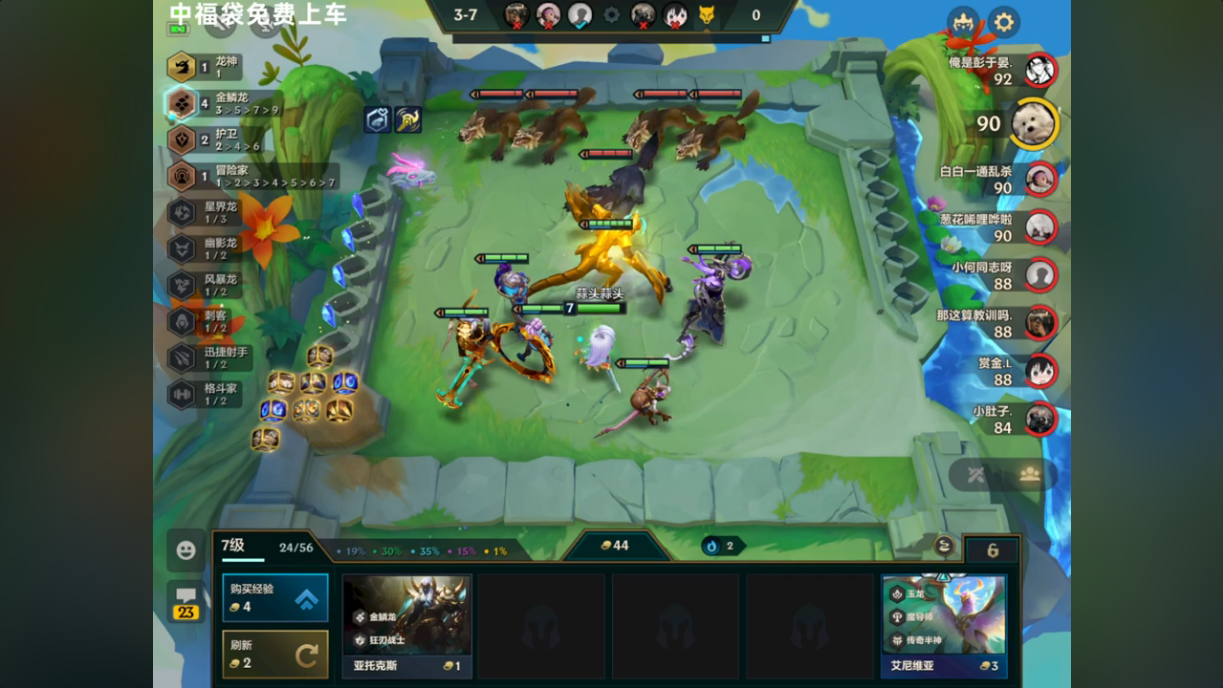 中福袋免费上车
3-7
0
1
龙神
1
4
金鳞龙
3 > 5 > 7 > 9
2
护卫
2 > 4 > 6
1
冒险家
1 > 2 > 3 > 4 > 5 > 6 > 7
星界龙
1 / 3
幽影龙
1 / 2
风暴龙
1 / 2
刺客
1 / 2
迅捷射手
1 / 2
格斗家
1 / 2
俺是彭于晏.
92
90
白白一通乱杀
90
葱花唏哩哗啦
90
小何同志呀
88
那这算教训吗.
88
赏金.L
88
小肚子.
84
蒜头蒜头
7
7级
24/56
19%
30%
35%
15%
1%
44
2
6
23
购买经验
4
刷新
2
金鳞龙
狂刃战士
亚托克斯
1
玉龙
魔导师
传奇半神
艾尼维亚
3